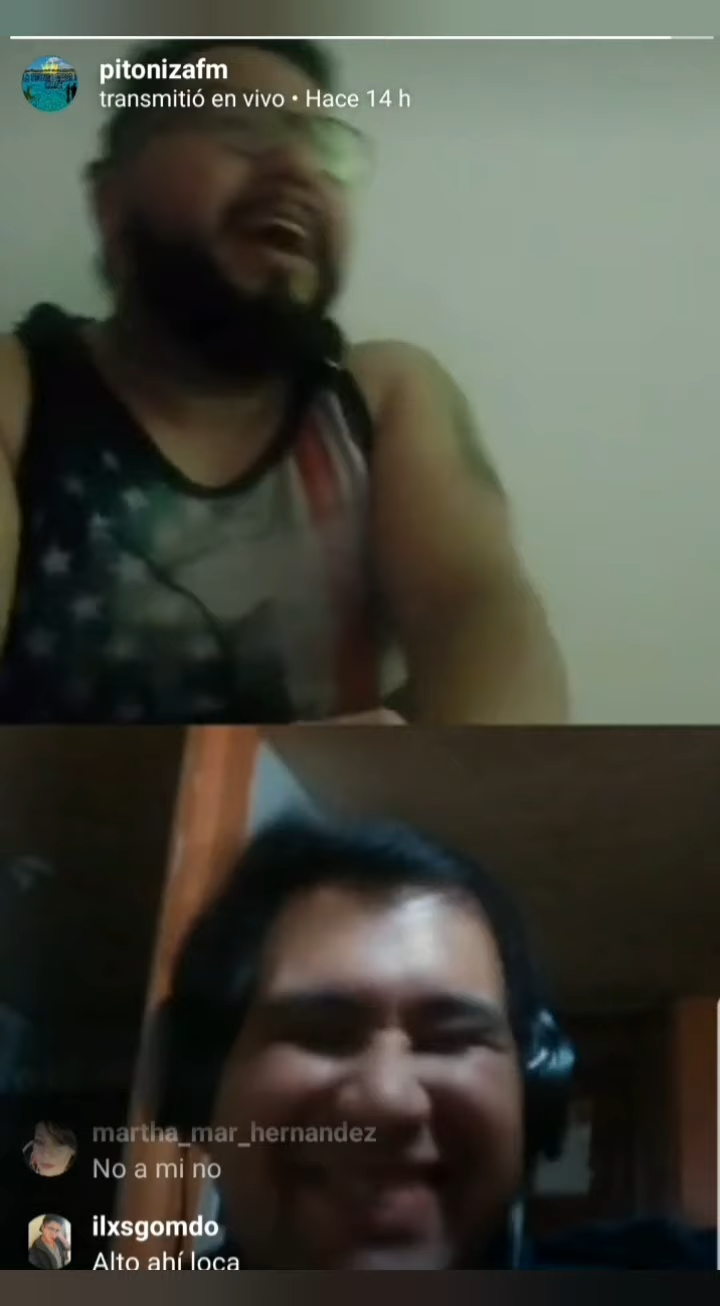 pitonizafm
transmitió en vivo • Hace 14 h
martha_mar_hernandez
No a mi no
ilxsgomdo
Alto ahí loca